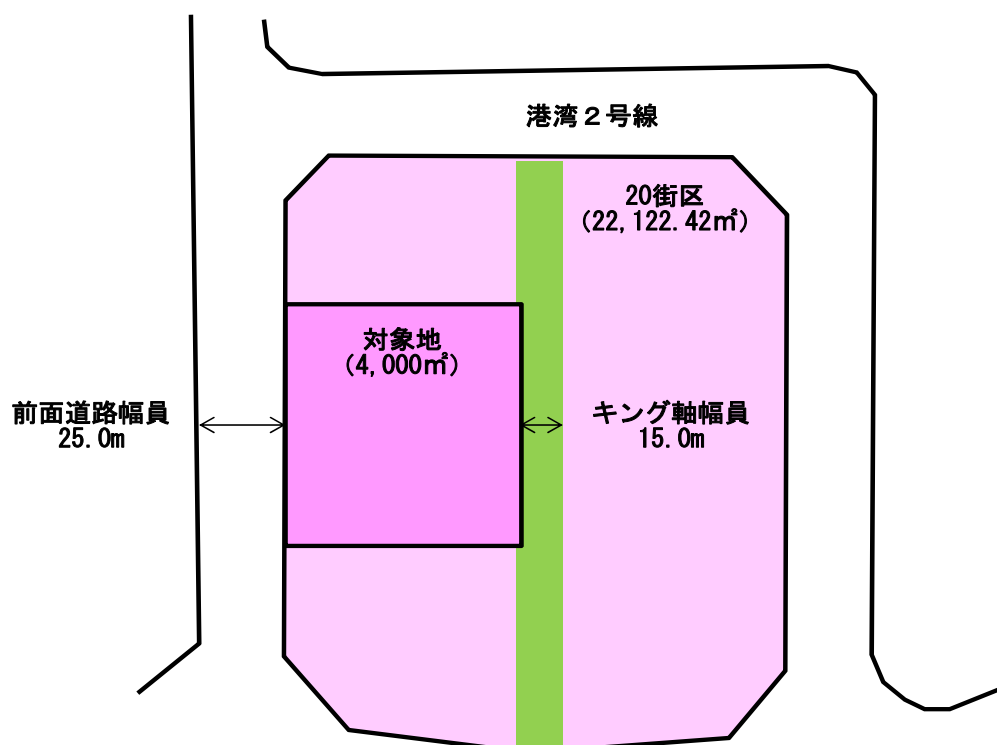 港湾２号線
20街区
(22,122.42㎡)
対象地
(4,000㎡)
前面道路幅員
25.0m
キング軸幅員
15.0m